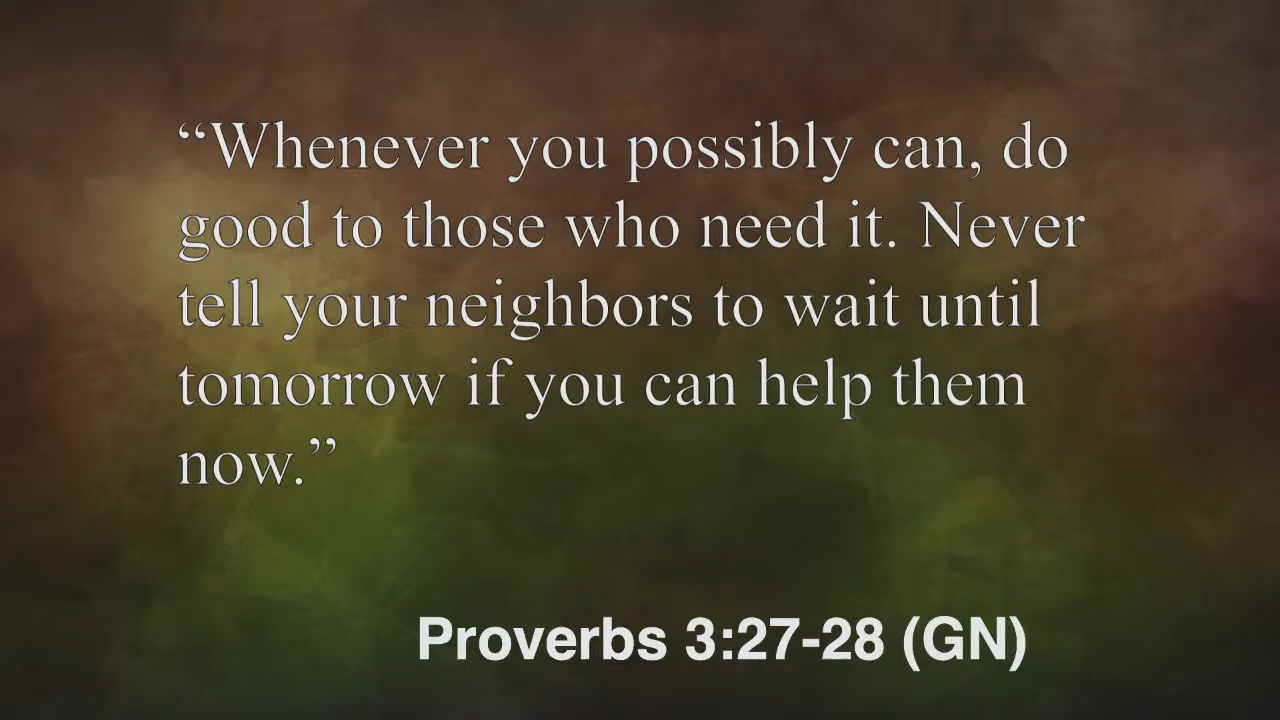 “Whenever you possibly can, do
good to those who need it. Never
tell your neighbors to wait until
tomorrow if you can help them
now.”
Proverbs 3:27-28 (GN)